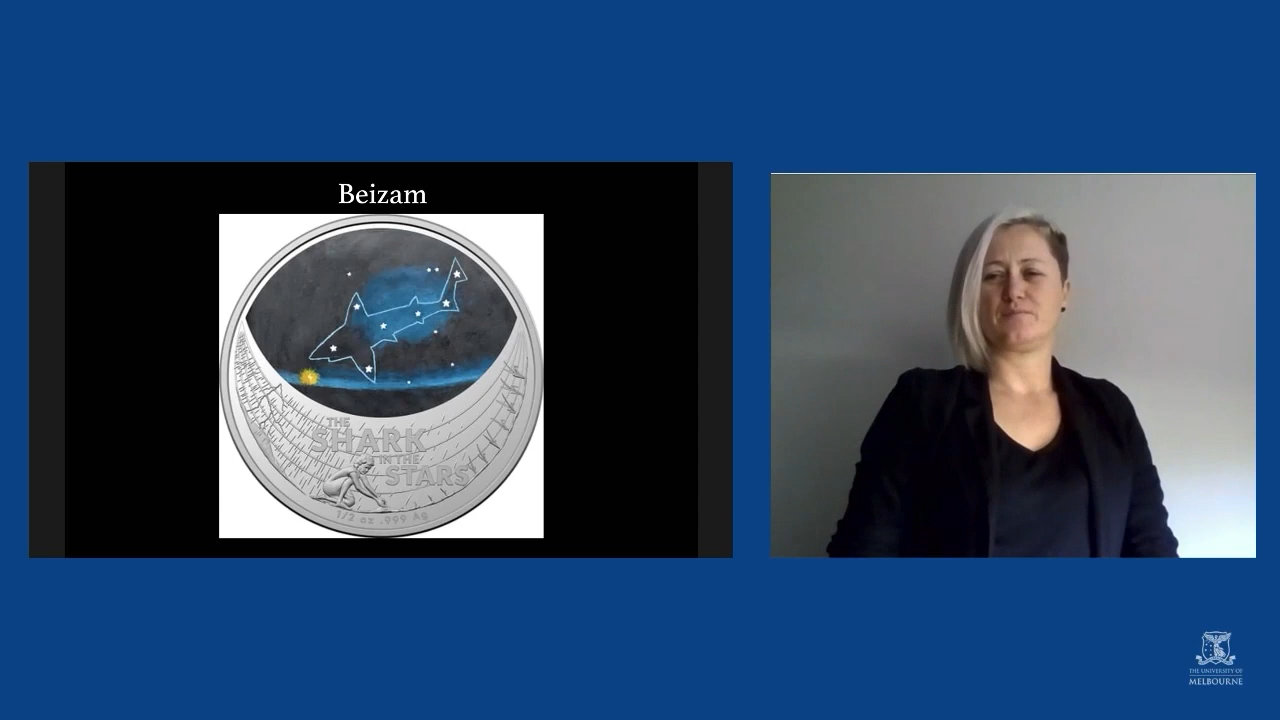 Beizam
THE
SHARK
IN THE
STARS
1/2 oz .999 Ag
THE UNIVERSITY OF
MELBOURNE